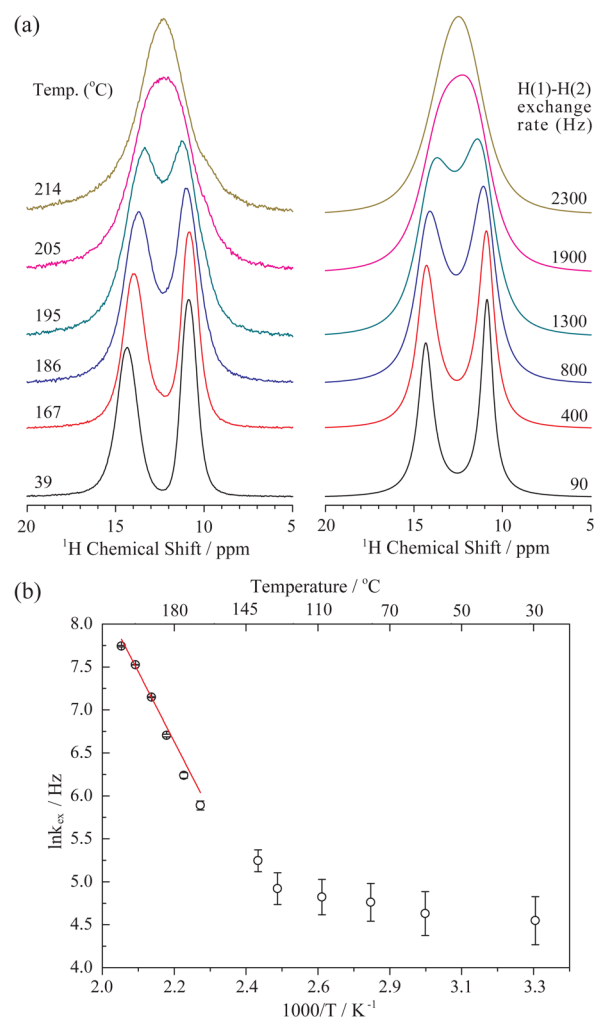 (a)
Temp. (°C)
214
205
195
186
167
39
20 15 10 5
¹H Chemical Shift / ppm
H(1)-H(2)
exchange
rate (Hz)
2300
1900
1300
800
400
90
20 15 10 5
¹H Chemical Shift / ppm
(b)
Temperature / °C
180 145 110 70 50 30
8.0
7.5
7.0
6.5
6.0
5.5
5.0
4.5
4.0
lnkₑₓ / Hz
2.0 2.2 2.4 2.6 2.8 2.9 3.1 3.3
1000/T / K⁻¹